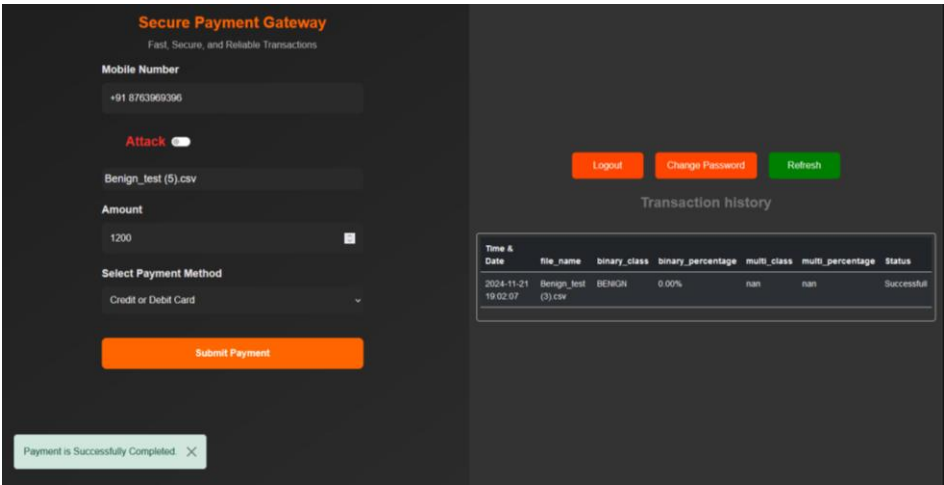 Secure Payment Gateway
Fast, Secure, and Reliable Transactions
Mobile Number
+91 8763969396
Attack
Benign_test (5).csv
Amount
1200
Select Payment Method
Credit or Debit Card
Submit Payment
Payment is Successfully Completed.
Logout Change Password Refresh
Transaction history
Time &
Date file_name binary_class binary_percentage multi_class multi_percentage Status
2024-11-21 Benign_test BENIGN 0.00% nan nan Successfull
19:02:07 (3).csv